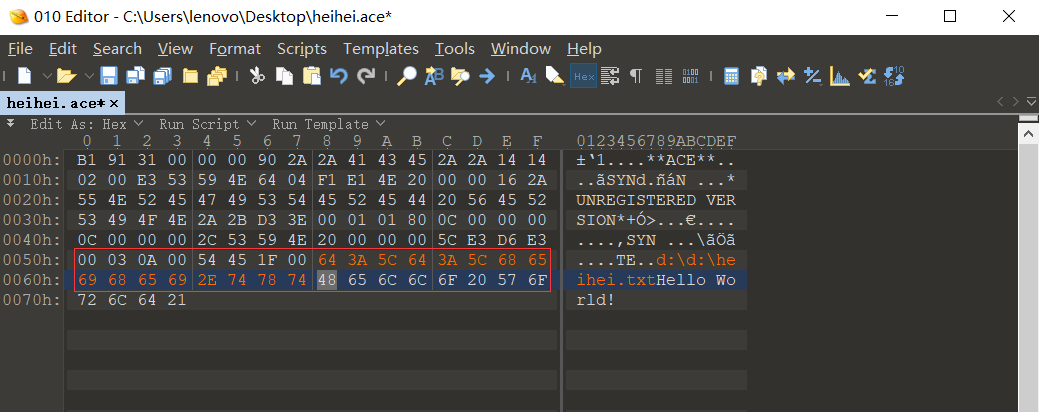 010 Editor - C:\Users\lenovo\Desktop\heihei.ace*
File Edit Search View Format Scripts Templates Tools Window Help
heihei.ace*
Edit As: Hex Run Script Run Template
0 1 2 3 4 5 6 7 8 9 A B C D E F 0123456789ABCDEF
0000h: B1 91 31 00 00 00 90 2A 2A 41 43 45 2A 2A 14 14 ±‘1....**ACE**..
0010h: 02 00 E3 53 59 4E 64 04 F1 E1 4E 20 00 00 16 2A ..ãSYNd.ñáN ...*
0020h: 55 4E 52 45 47 49 53 54 45 52 45 44 20 56 45 52 UNREGISTERED VER
0030h: 53 49 4F 4E 2A 2B D3 3E 00 01 01 80 0C 00 00 00 SION*+Ó>...€....
0040h: 0C 00 00 00 2C 53 59 4E 20 00 00 00 5C E3 D6 E3 ....,SYN ...\ãÖã
0050h: 00 03 0A 00 54 45 1F 00 64 3A 5C 64 3A 5C 68 65 ....TE..d:\d:\he
0060h: 69 68 65 69 2E 74 78 74 48 65 6C 6C 6F 20 57 6F ihei.txtHello Wo
0070h: 72 6C 64 21 rld!